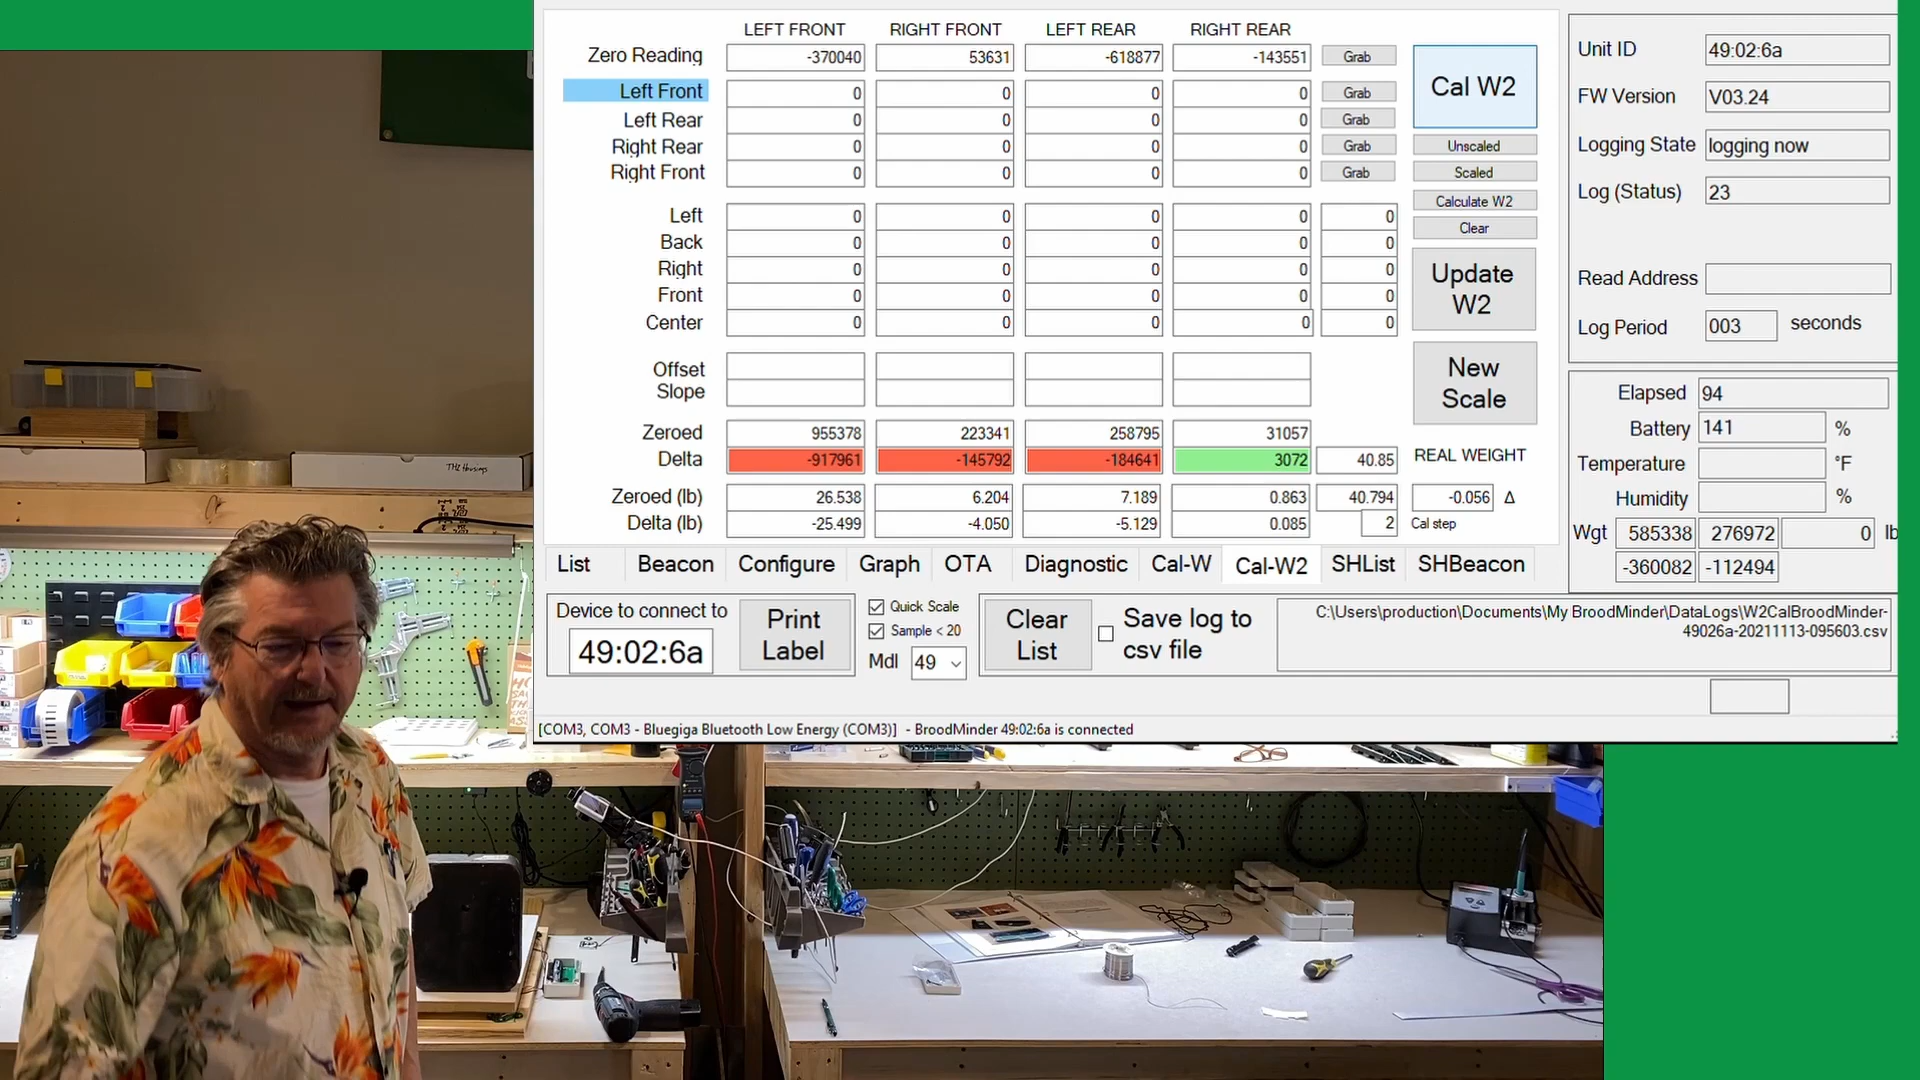 LEFT FRONT RIGHT FRONT LEFT REAR RIGHT REAR
Zero Reading -370040 53631 -618877 -143551 Grab
Left Front 0 0 0 0 Grab
Left Rear 0 0 0 0 Grab
Right Rear 0 0 0 0 Grab
Right Front 0 0 0 0 Grab
Left 0 0 0 0 0
Back 0 0 0 0 0
Right 0 0 0 0 0
Front 0 0 0 0 0
Center 0 0 0 0 0
Offset
Slope
Zeroed 955378 223341 258795 31057
Delta -917961 -145792 -184641 3072 40.85 REAL WEIGHT
Zeroed (lb) 26.538 6.204 7.189 0.863 40.794 -0.056 Δ
Delta (lb) -25.499 -4.050 -5.129 0.085 2 Cal step
Cal W2
Unscaled
Scaled
Calculate W2
Clear
Update
W2
New
Scale
Unit ID 49:02:6a
FW Version V03.24
Logging State logging now
Log (Status) 23
Read Address
Log Period 003 seconds
Elapsed 94
Battery 141 %
Temperature °F
Humidity %
Wgt 585338 276972 0 lb
-360082 -112494
List Beacon Configure Graph OTA Diagnostic Cal-W Cal-W2 SHList SHBeacon
Device to connect to
49:02:6a
Print
Label
Quick Scale
Sample < 20
Mdl 49
Clear
List
Save log to
csv file
C:\Users\production\Documents\My BroodMinder\DataLogs\W2CalBroodMinder-
49026a-20211113-095603.csv
[COM3, COM3 - Bluegiga Bluetooth Low Energy (COM3)] - BroodMinder 49:02:6a is connected
TH2 Housings